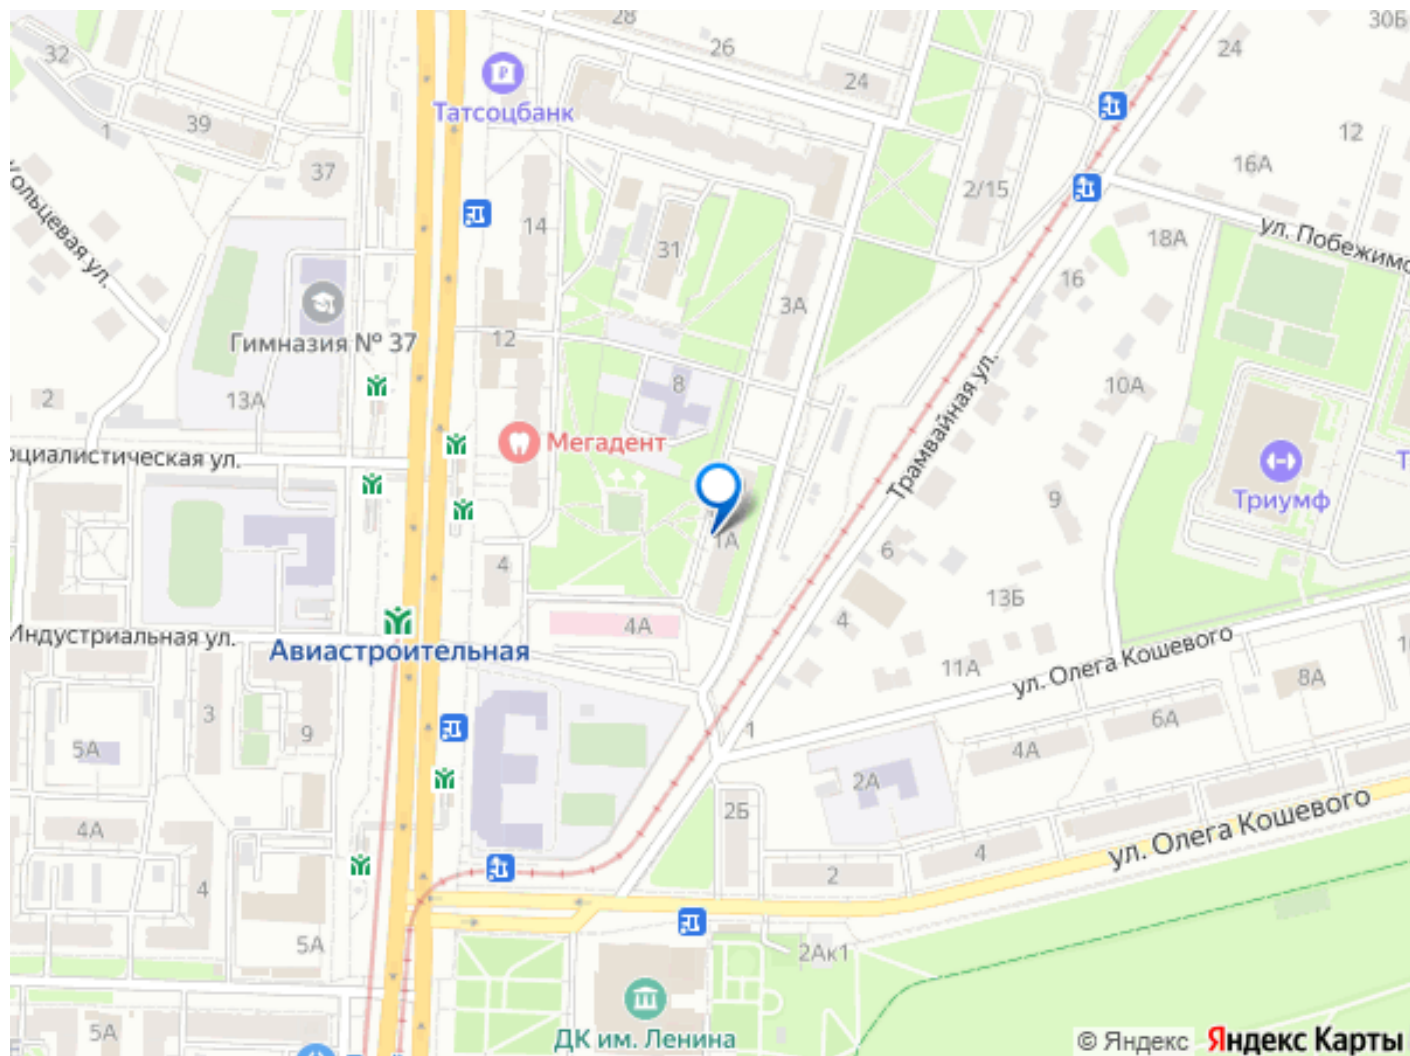 28
30Б
26
24
32
24
Татсоцбанк
39
1
12
37
16А
2/15
Кольцевая ул.
14
ул. Побежимо
18А
31
16
3А
Гимназия № 37
12
8
10А
2
13А
Трамвайная ул.
Мегадент
оциалистическая ул.
Триумф
Т
9
1А
6
4
13Б
4
4А
Индустриальная ул.
Авиастроительная
ул. Олега Кошевого
11А
8А
3
6А
9
1
5А
4А
2А
2Б
4А
ул. Олега Кошевого
4
2
4
5А
2Ак1
5А
ДК им. Ленина
© Яндекс Яндекс Карты